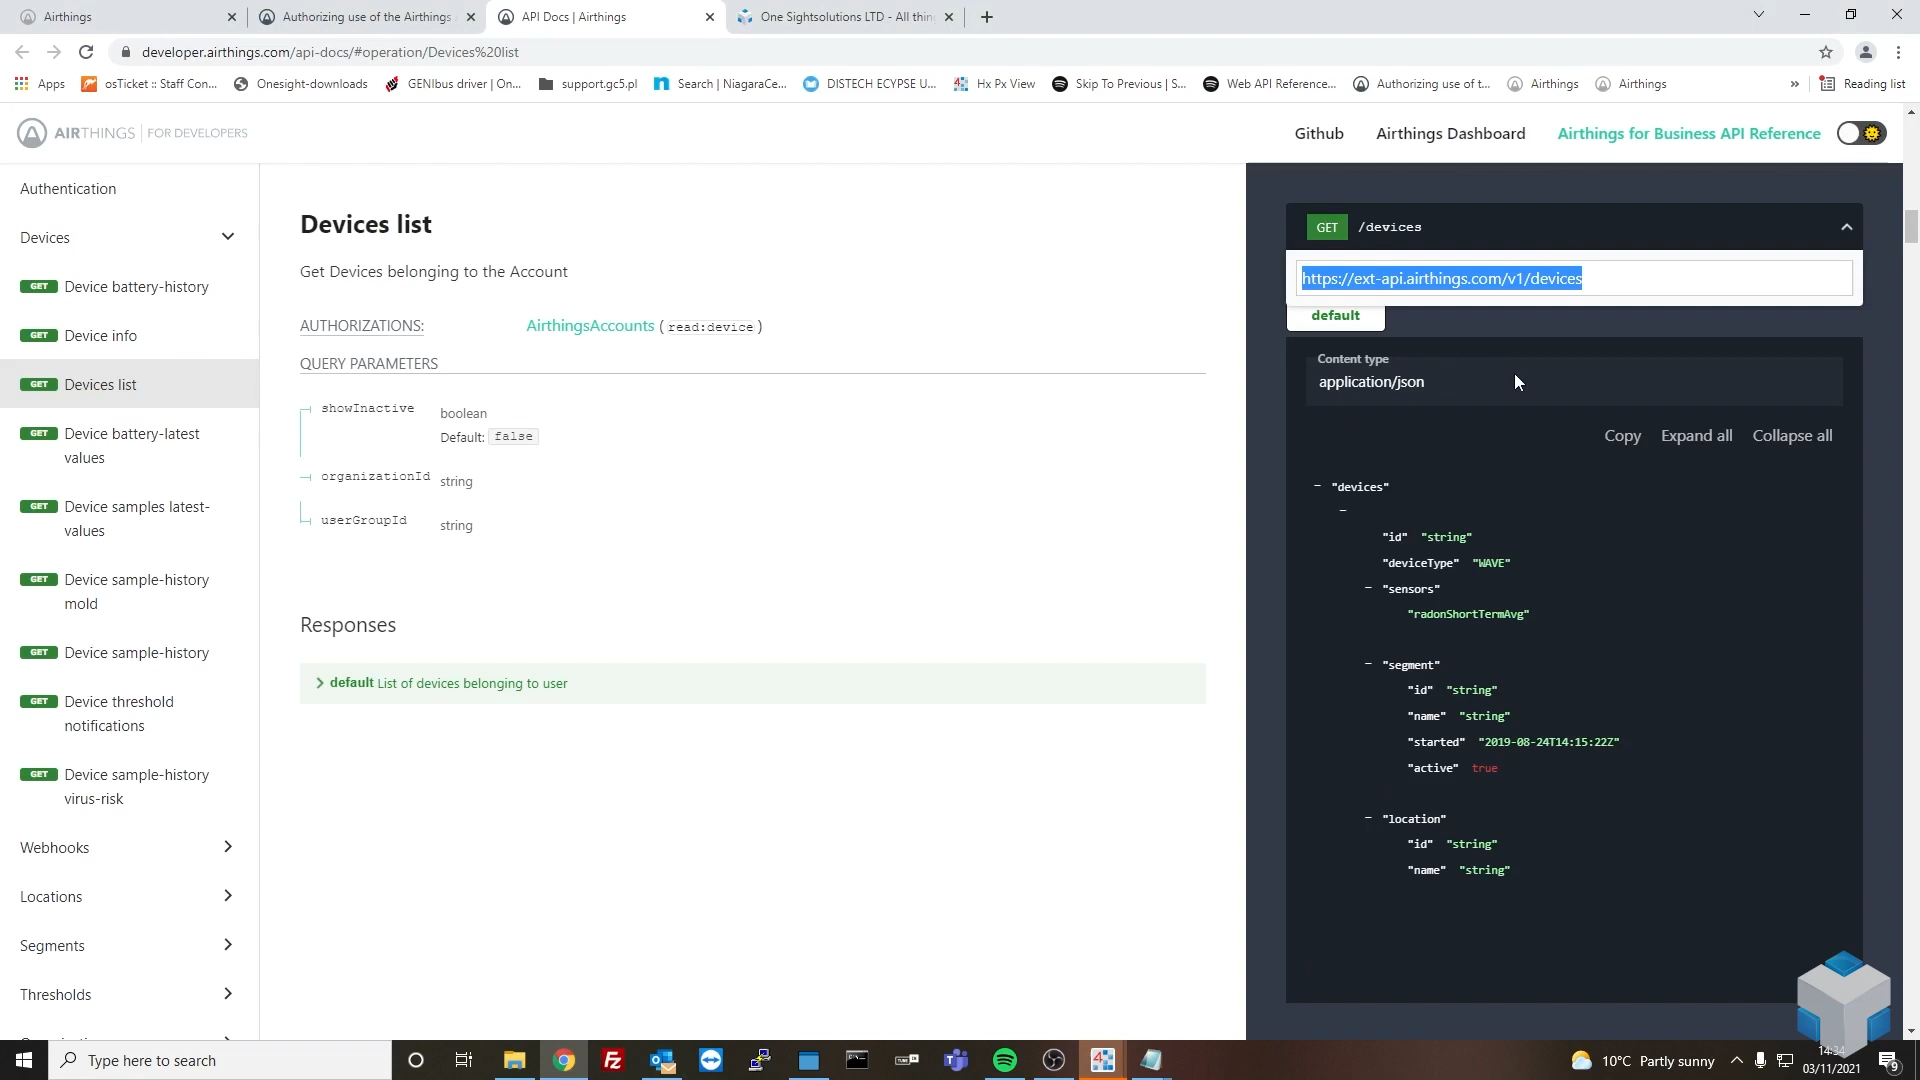 Airthings
Authorizing use of the Airthings
API Docs | Airthings
One Sightsolutions LTD - All thin
developer.airthings.com/api-docs/#operation/Devices%20list
Apps
osTicket :: Staff Con...
Onesight-downloads
GENIbus driver | On...
support.gc5.pl
Search | NiagaraCe...
DISTECH ECYPSE U...
Hx Px View
Skip To Previous | S...
Web API Reference...
Authorizing use of t...
Airthings
Airthings
»
Reading list
AIRTHINGS | FOR DEVELOPERS
Github
Airthings Dashboard
Airthings for Business API Reference
Authentication
Devices
GET Device battery-history
GET Device info
GET Devices list
GET Device battery-latest
values
GET Device samples latest-
values
GET Device sample-history
mold
GET Device sample-history
GET Device threshold
notifications
GET Device sample-history
virus-risk
Webhooks
Locations
Segments
Thresholds
Devices list
Get Devices belonging to the Account
AUTHORIZATIONS: AirthingsAccounts (read:device)
QUERY PARAMETERS
showInactive boolean
Default: false
organizationId string
userGroupId string
Responses
default List of devices belonging to user
GET /devices
https://ext-api.airthings.com/v1/devices
default
Content type
application/json
Copy Expand all Collapse all
− "devices"
−
"id" "string"
"deviceType" "WAVE"
− "sensors"
"radonShortTermAvg"
− "segment"
"id" "string"
"name" "string"
"started" "2019-08-24T14:15:22Z"
"active" true
− "location"
"id" "string"
"name" "string"
Type here to search
10°C Partly sunny
14:34
03/11/2021
9